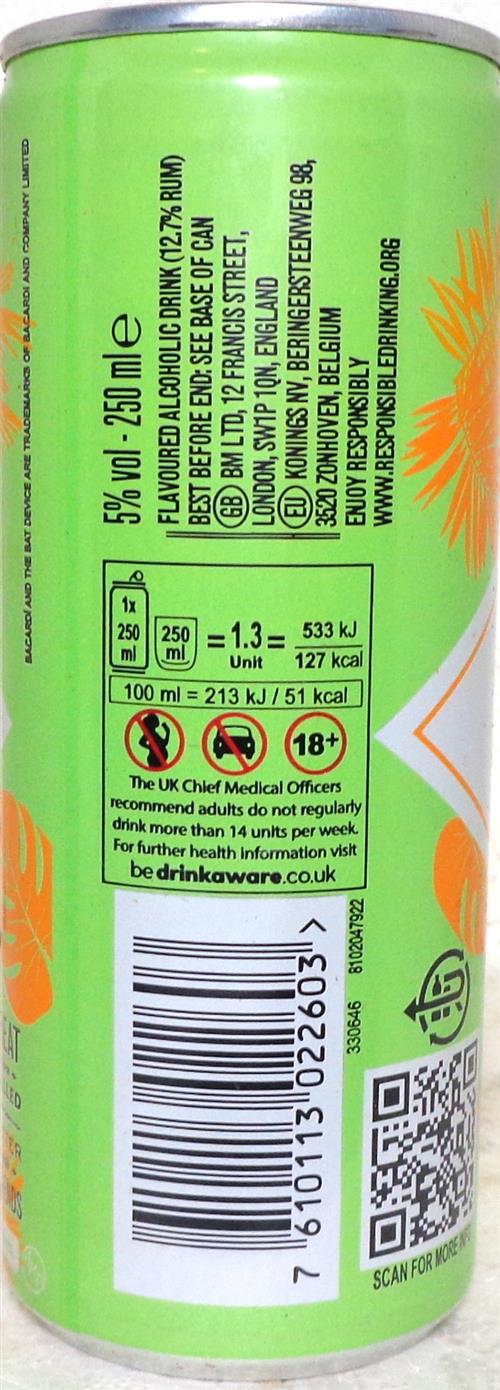 BACARDÍ AND THE BAT DEVICE ARE TRADEMARKS OF BACARDI AND COMPANY LIMITED
5% vol - 250 ml e
FLAVOURED ALCOHOLIC DRINK (12.7% RUM)
BEST BEFORE END: SEE BASE OF CAN
GB BM LTD, 12 FRANCIS STREET,
LONDON, SW1P 1QN, ENGLAND
EU KONINGS NV, BERINGERSTEENWEG 98,
3520 ZONHOVEN, BELGIUM
ENJOY RESPONSIBLY
WWW.RESPONSIBLEDRINKING.ORG
1x
250
ml
250
ml
= 1.3 =
Unit
533 kJ
127 kcal
100 ml = 213 kJ / 51 kcal
18+
The UK Chief Medical Officers
recommend adults do not regularly
drink more than 14 units per week.
For further health information visit
be drinkaware.co.uk
7 610113 022603 >
330646 8102047922
SCAN FOR MORE